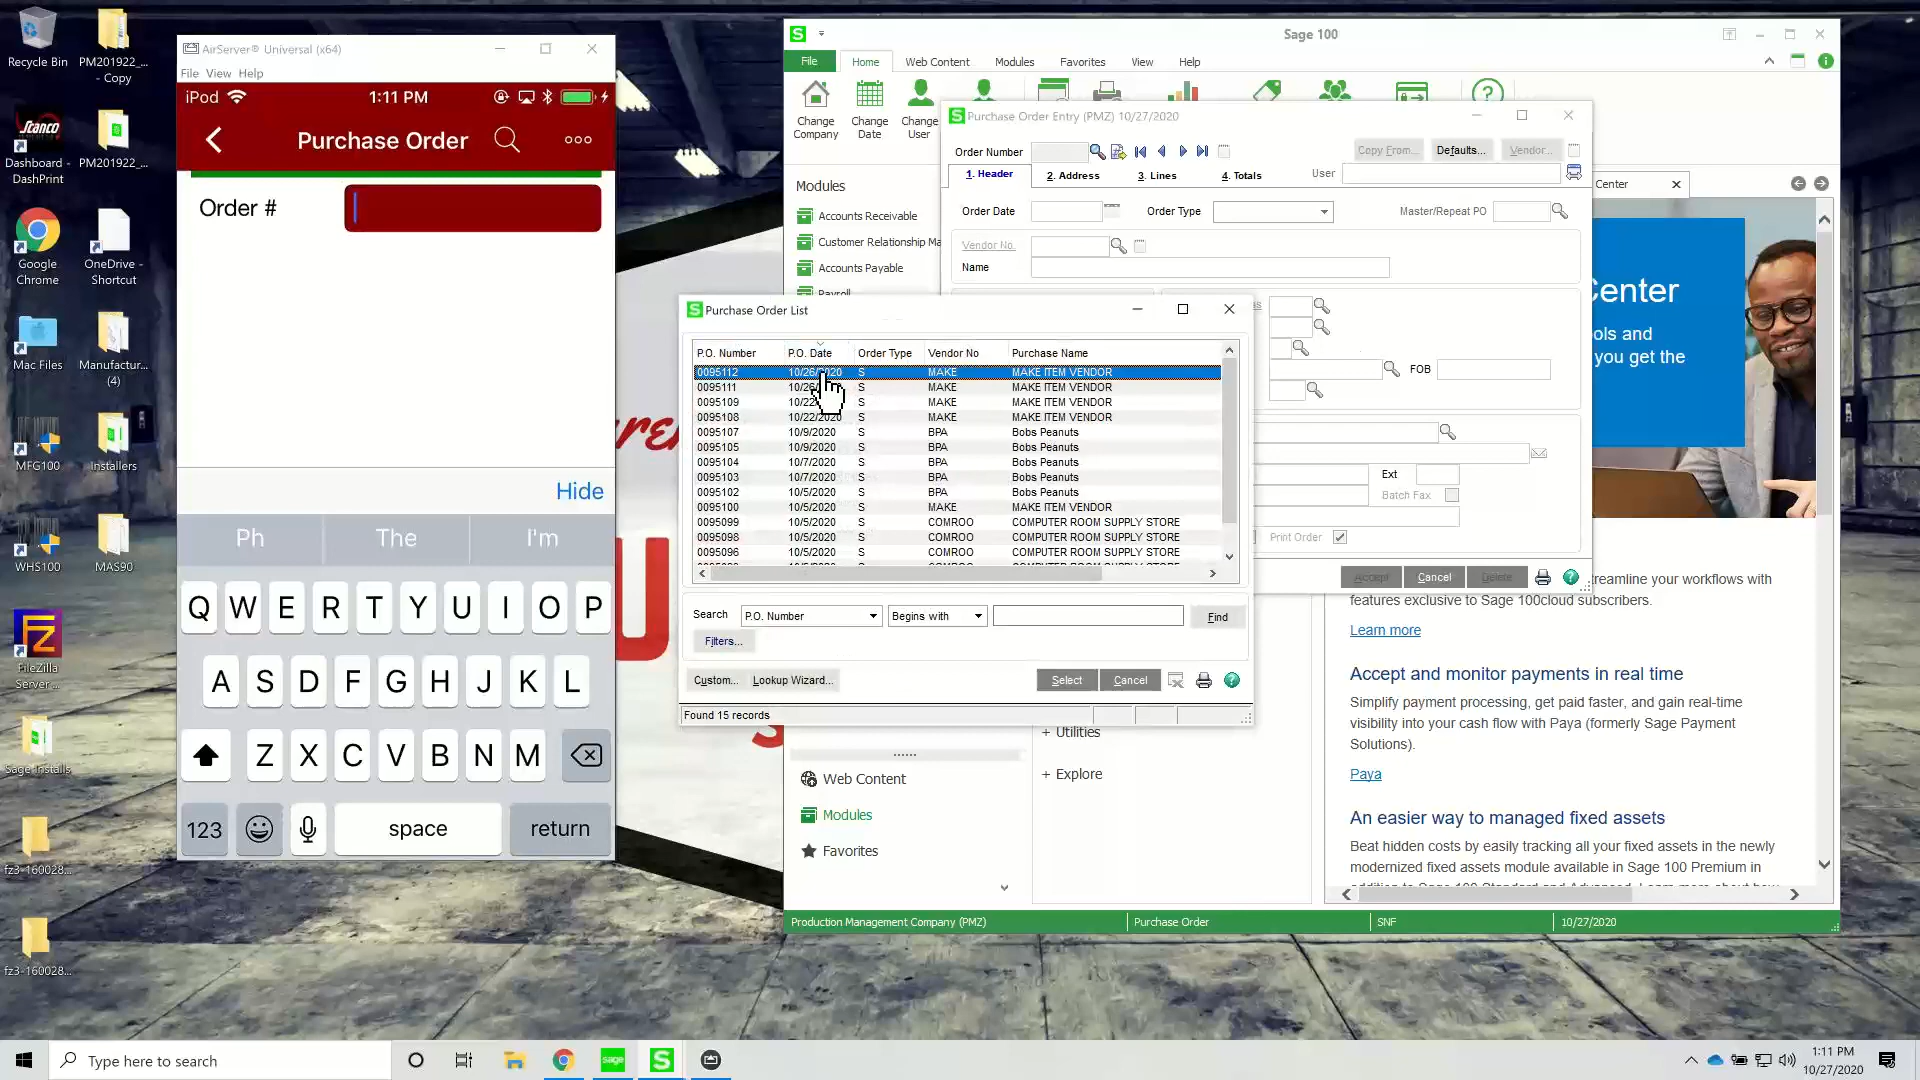 Recycle Bin
PM201922_...
- Copy
Dashboard -
DashPrint
PM201922_...
Google
Chrome
OneDrive -
Shortcut
Mac Files
Manufactur...
(4)
MFG100
Installers
WHS100
MAS90
FileZilla
Server ...
Sage Installs
fz3-160028...
fz3-160028...
Stanco
AirServer® Universal (x64)
File View Help
iPod
1:11 PM
Purchase Order
Order #
Hide
Ph The I'm
Q W E R T Y U I O P
A S D F G H J K L
Z X C V B N M
123 space return
Sage 100
File Home Web Content Modules Favorites View Help
Change
Company
Change
Date
Change
User
Modules
Accounts Receivable
Customer Relationship Ma
Accounts Payable
Payroll
Purchase Order Entry (PMZ) 10/27/2020
Order Number
Copy From... Defaults... Vendor...
1. Header 2. Address 3. Lines 4. Totals User
Order Date Order Type Master/Repeat PO
Vendor No.
Name
FOB
Ext
Batch Fax
Print Order
Accept Cancel Delete
Purchase Order List
P.O. Number P.O. Date Order Type Vendor No Purchase Name
0095112 10/26/2020 S MAKE MAKE ITEM VENDOR
0095111 10/26/ S MAKE MAKE ITEM VENDOR
0095109 10/22/ S MAKE MAKE ITEM VENDOR
0095108 10/22/2020 S MAKE MAKE ITEM VENDOR
0095107 10/9/2020 S BPA Bobs Peanuts
0095105 10/9/2020 S BPA Bobs Peanuts
0095104 10/7/2020 S BPA Bobs Peanuts
0095103 10/7/2020 S BPA Bobs Peanuts
0095102 10/5/2020 S BPA Bobs Peanuts
0095100 10/5/2020 S MAKE MAKE ITEM VENDOR
0095099 10/5/2020 S COMROO COMPUTER ROOM SUPPLY STORE
0095098 10/5/2020 S COMROO COMPUTER ROOM SUPPLY STORE
0095096 10/5/2020 S COMROO COMPUTER ROOM SUPPLY STORE
Search P.O. Number Begins with Find
Filters...
Custom... Lookup Wizard... Select Cancel
Found 15 records
Web Content
Modules
Favorites
+ Utilities
+ Explore
Center
Center
ols and
you get the
reamline your workflows with
features exclusive to Sage 100cloud subscribers.
Learn more
Accept and monitor payments in real time
Simplify payment processing, get paid faster, and gain real-time
visibility into your cash flow with Paya (formerly Sage Payment
Solutions).
Paya
An easier way to managed fixed assets
Beat hidden costs by easily tracking all your fixed assets in the newly
modernized fixed assets module available in Sage 100 Premium in
Production Management Company (PMZ) Purchase Order SNF 10/27/2020
Type here to search
sage
1:11 PM
10/27/2020